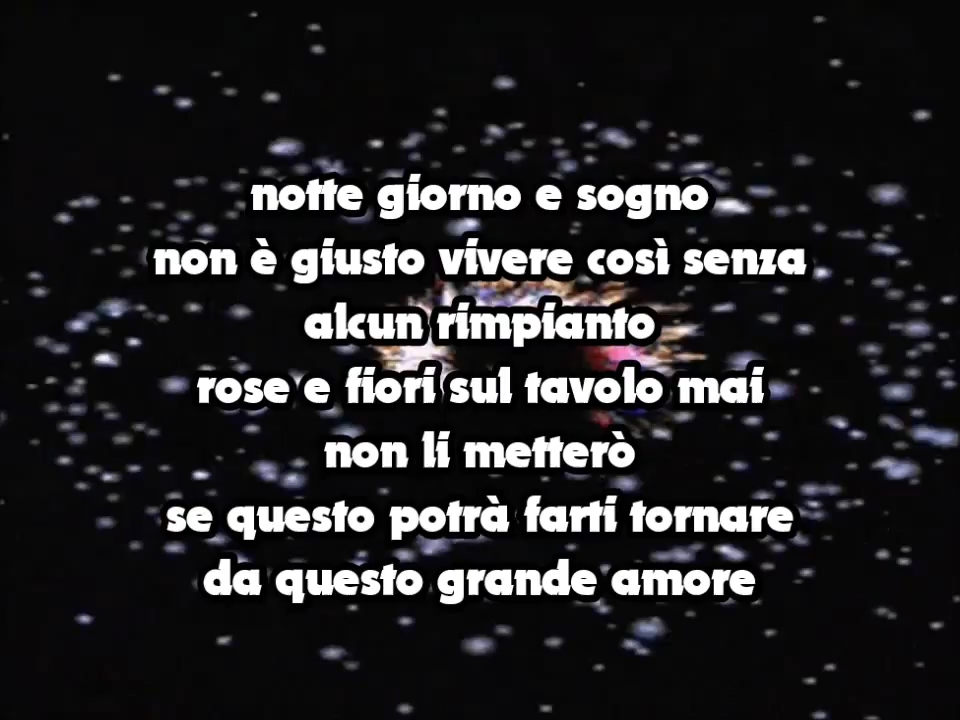 notte giorno e sogno
non è giusto vivere così senza
alcun rimpianto
rose e fiori sul tavolo mai
non li metterò
se questo potrà farti tornare
da questo grande amore